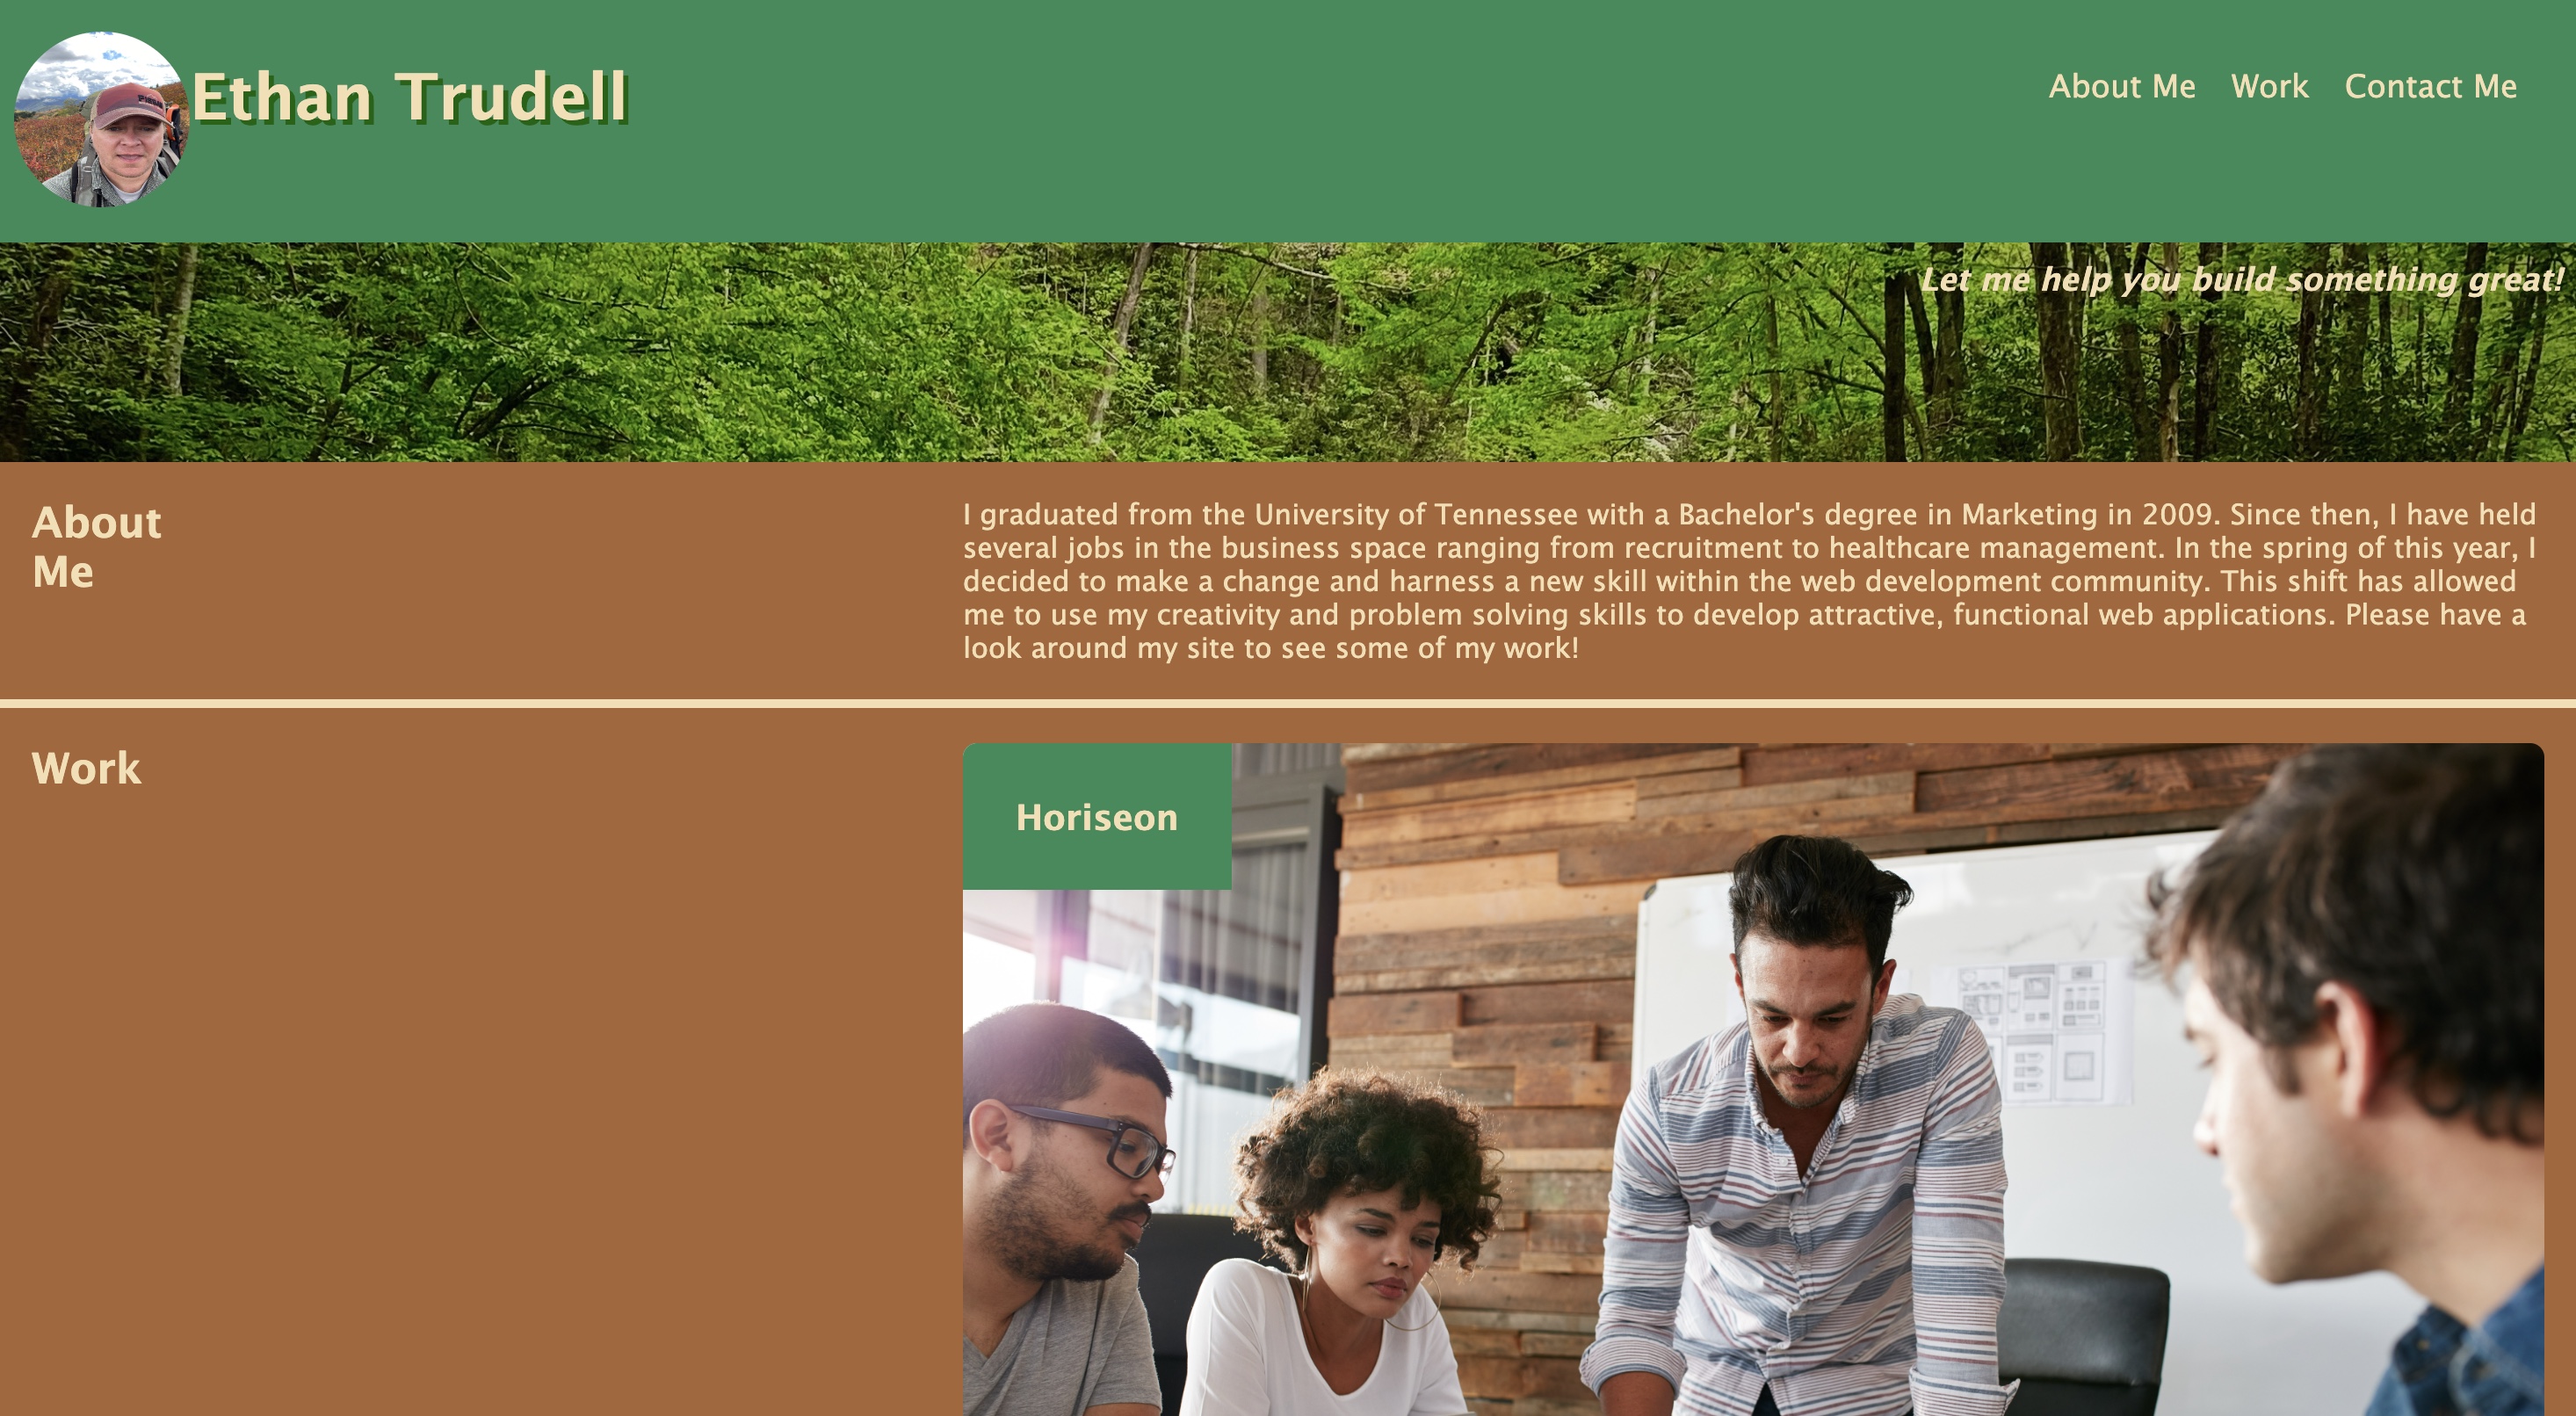 Ethan Trudell
About Me
Work
Contact Me
Let me help you build something great!
About
Me
I graduated from the University of Tennessee with a Bachelor's degree in Marketing in 2009. Since then, I have held
several jobs in the business space ranging from recruitment to healthcare management. In the spring of this year, I
decided to make a change and harness a new skill within the web development community. This shift has allowed
me to use my creativity and problem solving skills to develop attractive, functional web applications. Please have a
look around my site to see some of my work!
Work
Horiseon